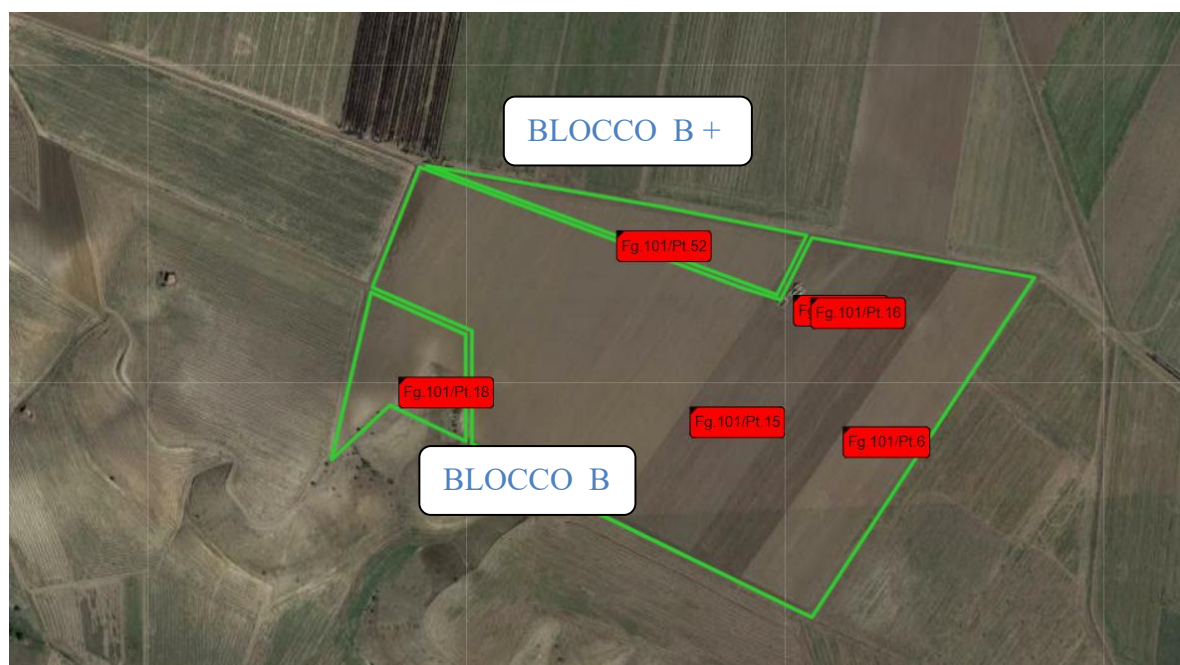 BLOCCO B +
Fg.101/Pt.52
Fg.101/Pt.16
Fg.101/Pt.18
Fg.101/Pt.15
Fg.101/Pt.6
BLOCCO B